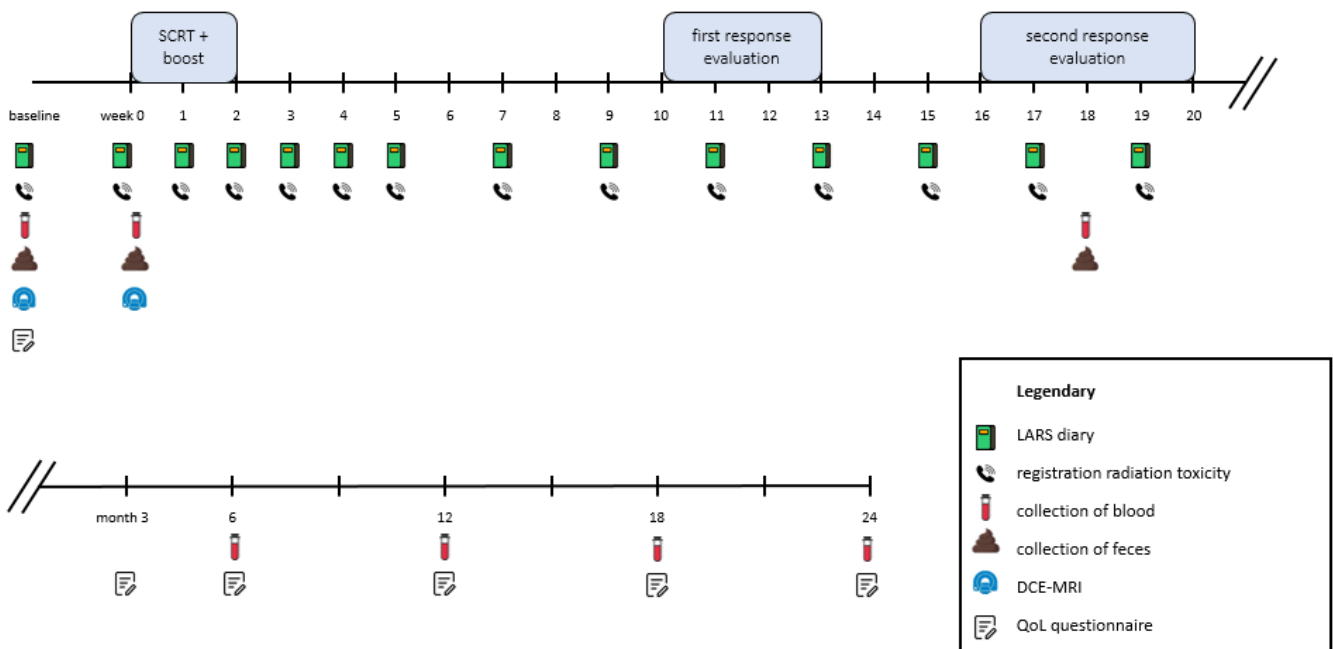 SCRT +
boost
first response
evaluation
second response
evaluation
baseline week 0 1 2 3 4 5 6 7 8 9 10 11 12 13 14 15 16 17 18 19 20
Legendary
LARS diary
registration radiation toxicity
collection of blood
collection of feces
DCE-MRI
QoL questionnaire
month 3 6 12 18 24